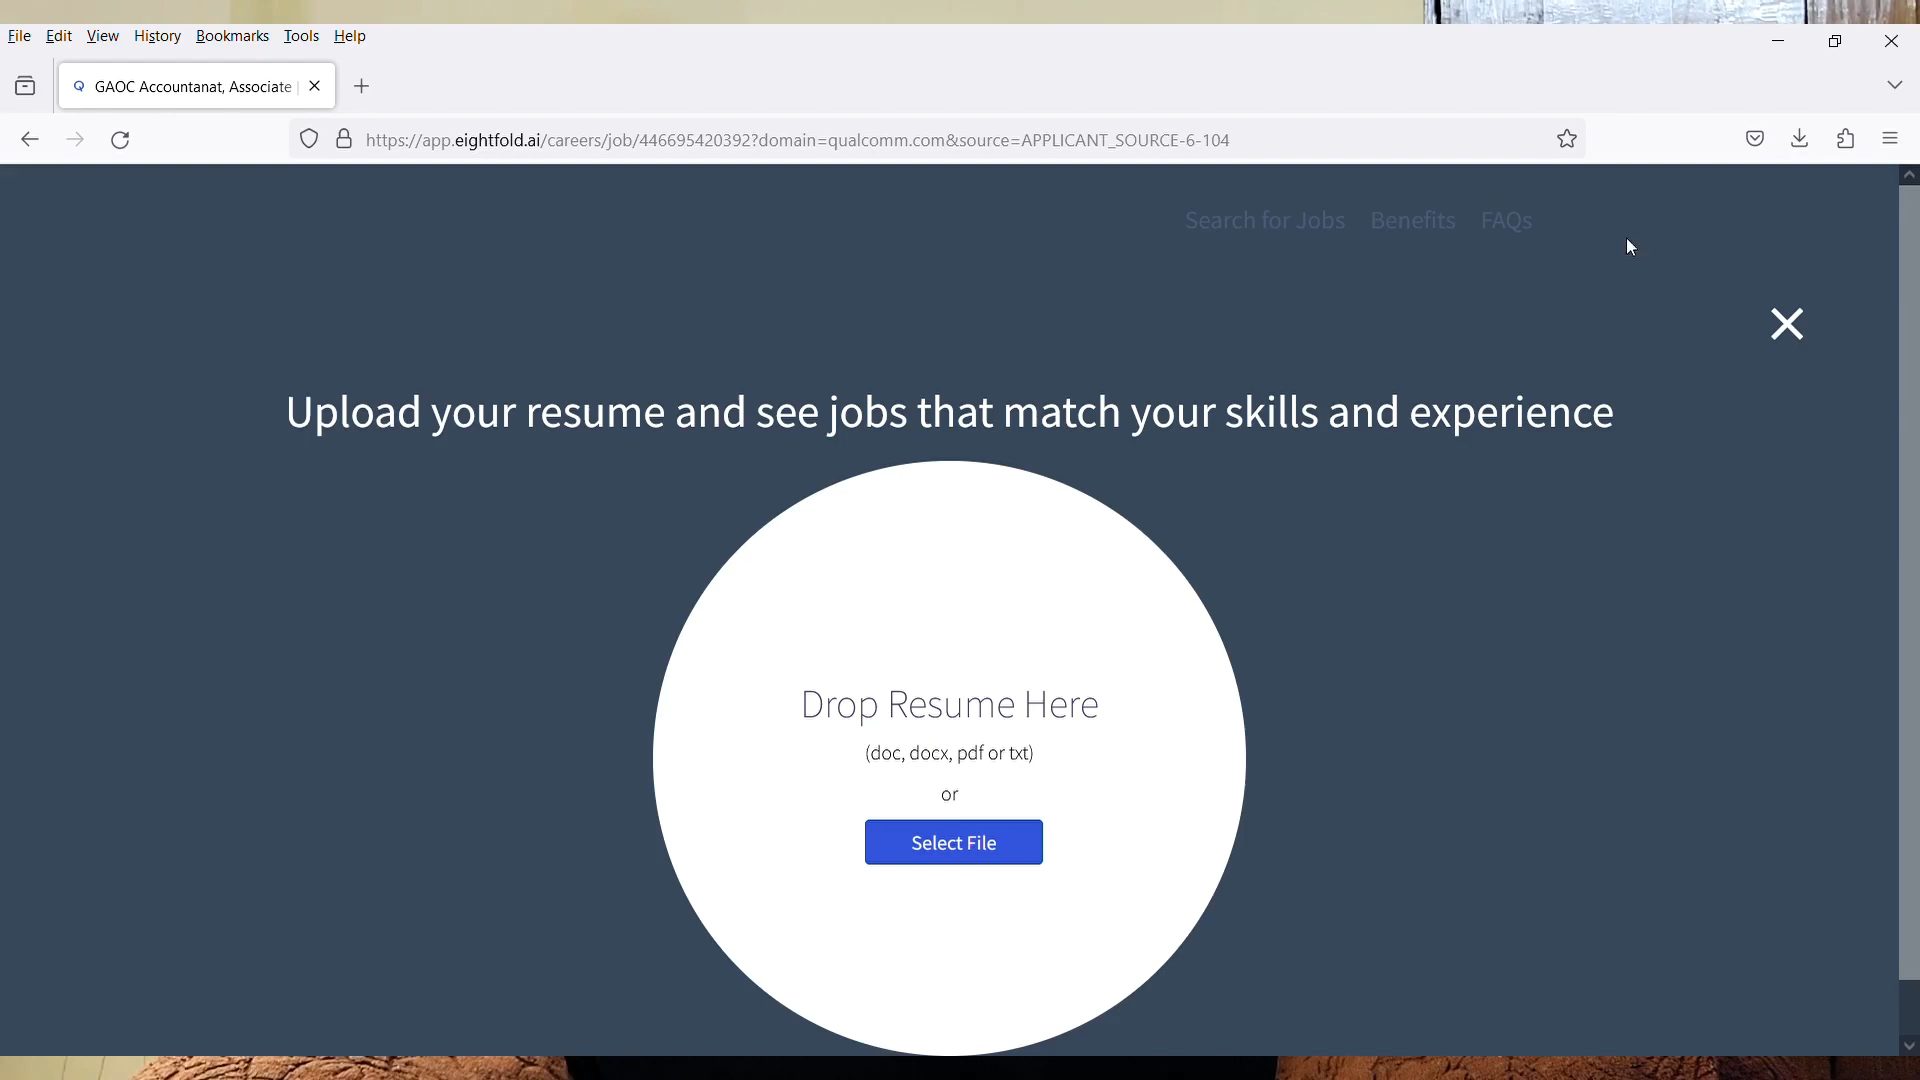 File Edit View History Bookmarks Tools Help
GAOC Accountanat, Associate |
https://app.eightfold.ai/careers/job/446695420392?domain=qualcomm.com&source=APPLICANT_SOURCE-6-104
Search for Jobs Benefits FAQs
Upload your resume and see jobs that match your skills and experience
Drop Resume Here
(doc, docx, pdf or txt)
or
Select File